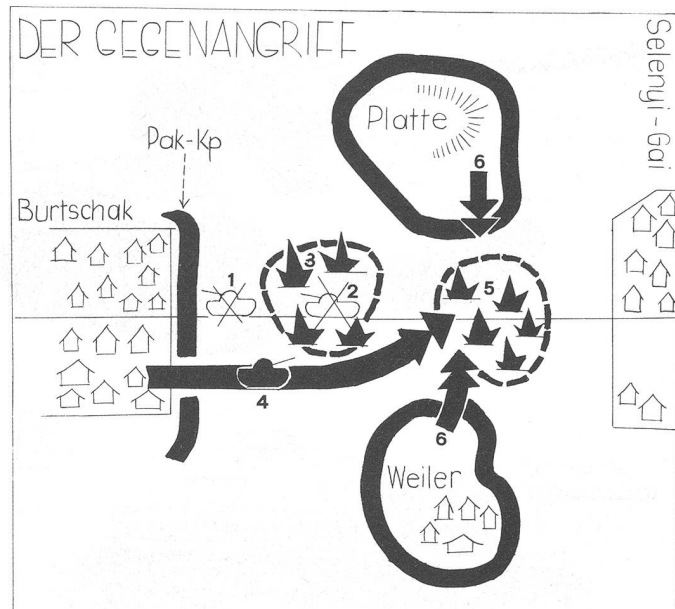 DER GEGENANGRIFF
Selenyi-Gai
Pak-Kp
Platte
6
Burtschak
1
3
2
5
4
6
Weiler